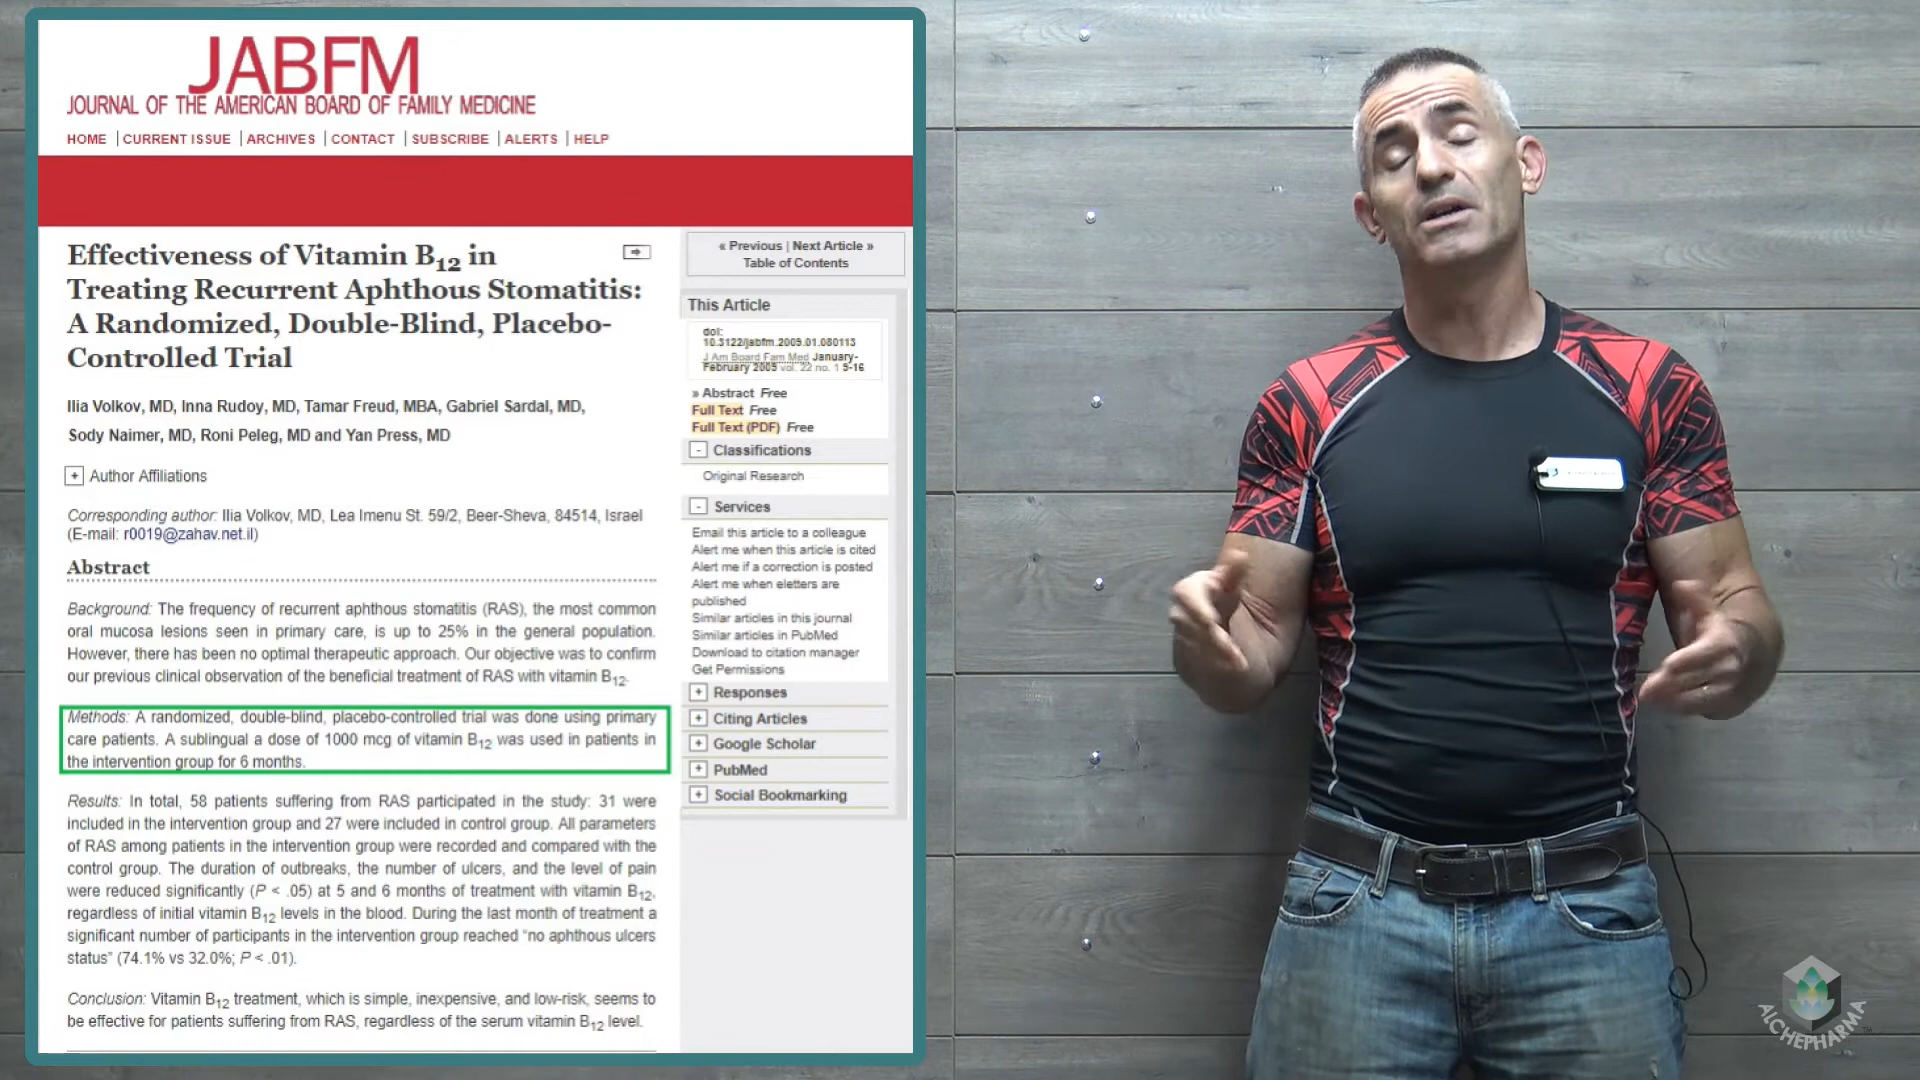 JABFM
JOURNAL OF THE AMERICAN BOARD OF FAMILY MEDICINE
HOME | CURRENT ISSUE | ARCHIVES | CONTACT | SUBSCRIBE | ALERTS | HELP
Effectiveness of Vitamin B12 in
Treating Recurrent Aphthous Stomatitis:
A Randomized, Double-Blind, Placebo-
Controlled Trial
Ilia Volkov, MD, Inna Rudoy, MD, Tamar Freud, MBA, Gabriel Sardal, MD,
Sody Naimer, MD, Roni Peleg, MD and Yan Press, MD
+ Author Affiliations
Corresponding author: Ilia Volkov, MD, Lea Imenu St. 59/2, Beer-Sheva, 84514, Israel
(E-mail: r0019@zahav.net.il)
Abstract
Background: The frequency of recurrent aphthous stomatitis (RAS), the most common
oral mucosa lesions seen in primary care, is up to 25% in the general population.
However, there has been no optimal therapeutic approach. Our objective was to confirm
our previous clinical observation of the beneficial treatment of RAS with vitamin B12.
Methods: A randomized, double-blind, placebo-controlled trial was done using primary
care patients. A sublingual a dose of 1000 mcg of vitamin B12 was used in patients in
the intervention group for 6 months.
Results: In total, 58 patients suffering from RAS participated in the study: 31 were
included in the intervention group and 27 were included in control group. All parameters
of RAS among patients in the intervention group were recorded and compared with the
control group. The duration of outbreaks, the number of ulcers, and the level of pain
were reduced significantly (P < .05) at 5 and 6 months of treatment with vitamin B12,
regardless of initial vitamin B12 levels in the blood. During the last month of treatment a
significant number of participants in the intervention group reached “no aphthous ulcers
status” (74.1% vs 32.0%; P < .01).
Conclusion: Vitamin B12 treatment, which is simple, inexpensive, and low-risk, seems to
be effective for patients suffering from RAS, regardless of the serum vitamin B12 level.
« Previous | Next Article »
Table of Contents
This Article
doi:
10.3122/jabfm.2009.01.080113
J Am Board Fam Med January-
February 2009 vol. 22 no. 1 9-16
» Abstract Free
Full Text Free
Full Text (PDF) Free
- Classifications
Original Research
- Services
Email this article to a colleague
Alert me when this article is cited
Alert me if a correction is posted
Alert me when eletters are
published
Similar articles in this journal
Similar articles in PubMed
Download to citation manager
Get Permissions
+ Responses
+ Citing Articles
+ Google Scholar
+ PubMed
+ Social Bookmarking
ALCHEPHARMA™